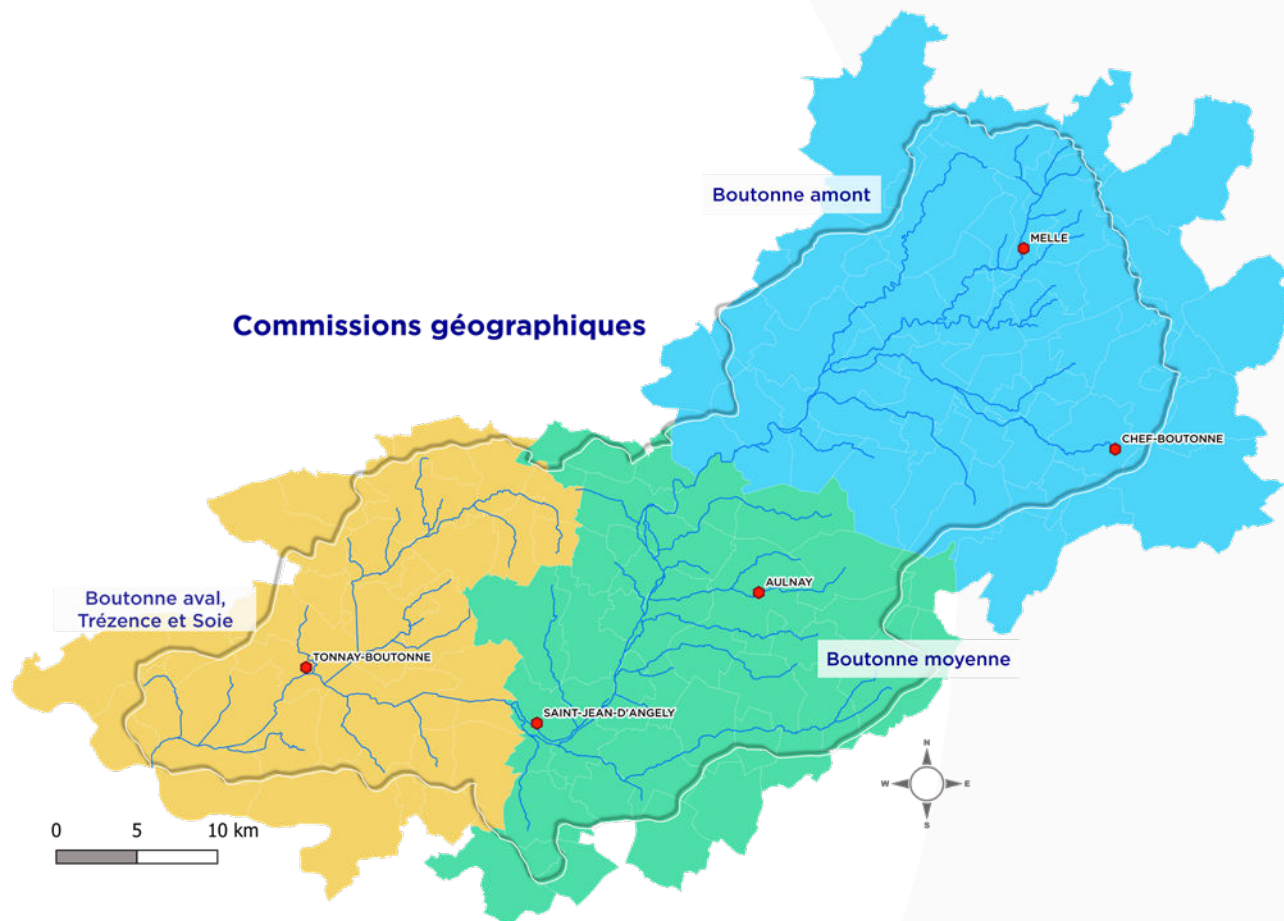 Boutonne amont
MELLE
Commissions géographiques
CHEF-BOUTONNE
AULNAY
Boutonne aval,
Trézence et Soie
TONNAY-BOUTONNE
Boutonne moyenne
SAINT-JEAN-D'ANGELY
N
W
E
S
0 5 10 km